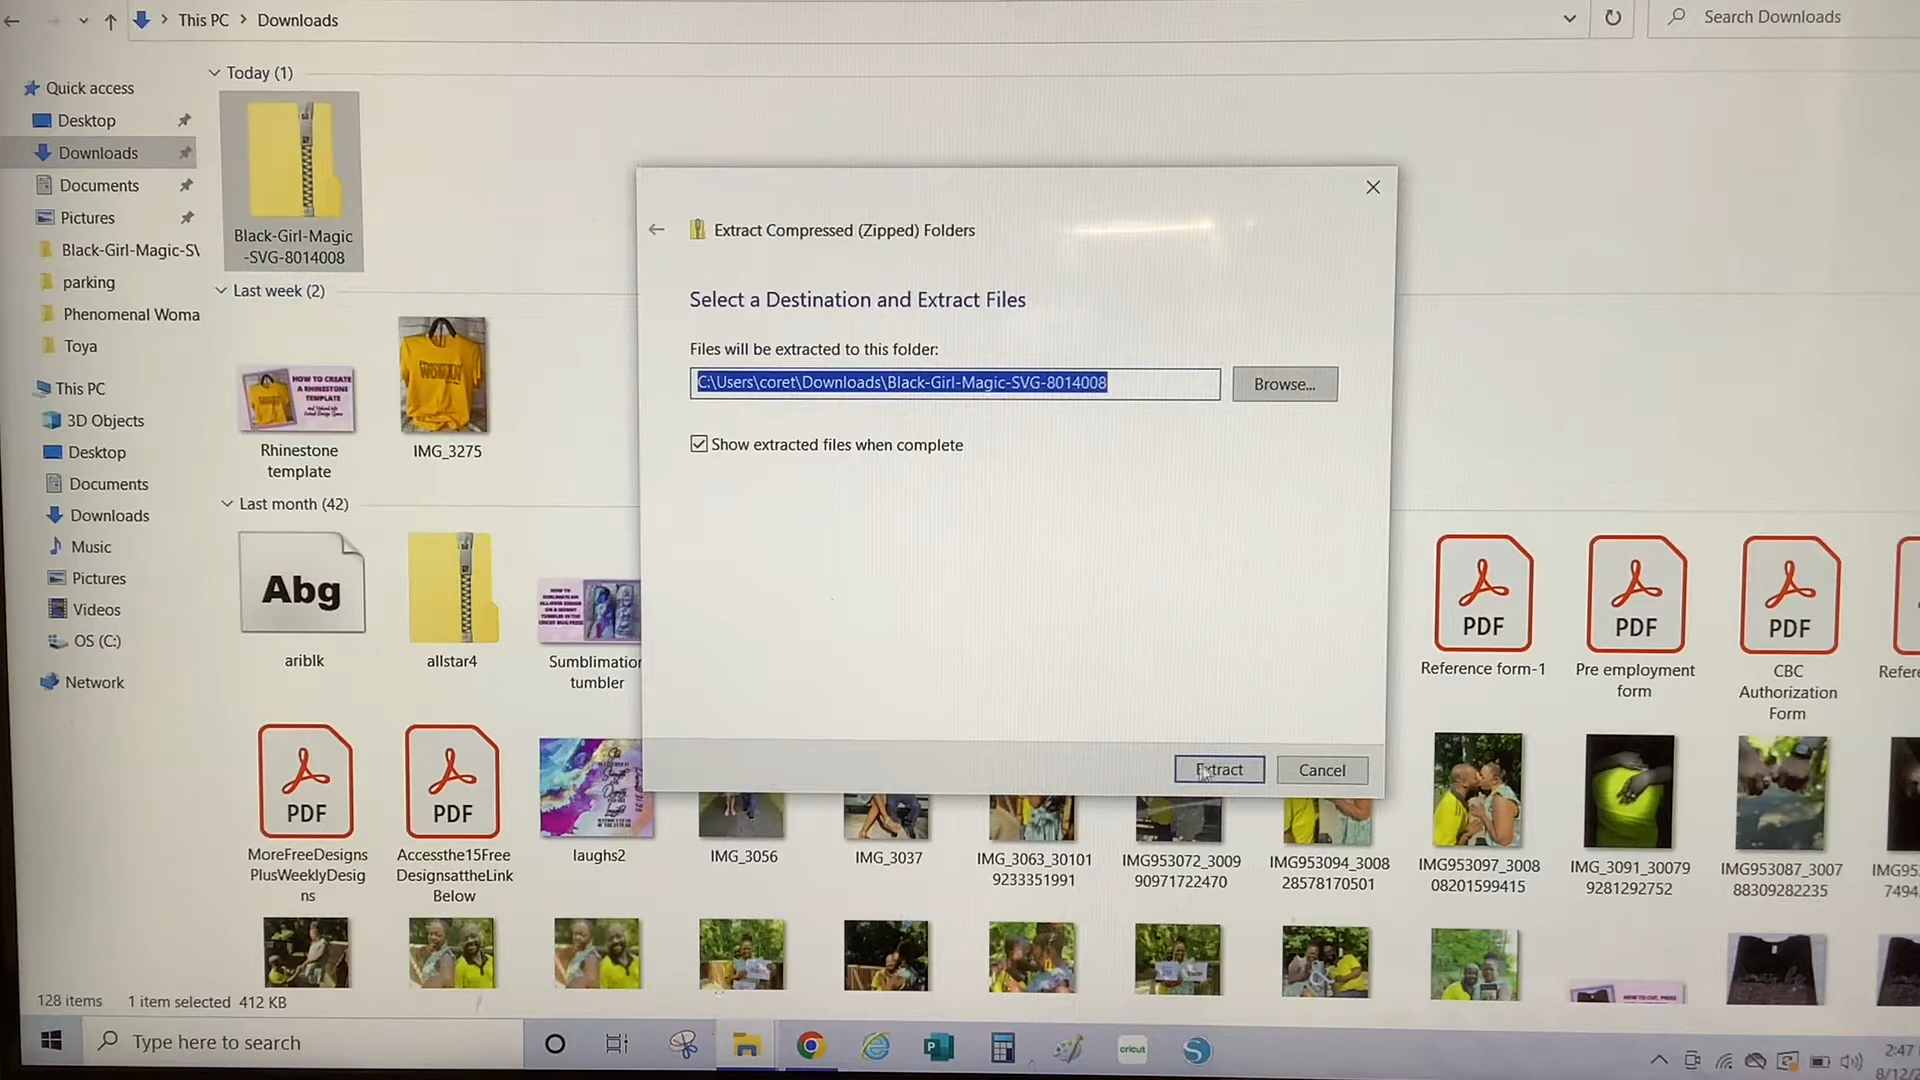 This PC > Downloads
Search Downloads
Quick access
Desktop
Downloads
Documents
Pictures
Black-Girl-Magic-S\
parking
Phenomenal Woma
Toya
This PC
3D Objects
Desktop
Documents
Downloads
Music
Pictures
Videos
OS (C:)
Network
Today (1)
Black-Girl-Magic
-SVG-8014008
Last week (2)
HOW TO CREATE
A RHINESTONE
TEMPLATE
Rhinestone
template
WOMAN
IMG_3275
Last month (42)
Abg
ariblk
allstar4
Sumblimation
tumbler
PDF
Reference form-1
PDF
Pre employment
form
PDF
CBC
Authorization
Form
Refere
PDF
MoreFreeDesigns
PlusWeeklyDesig
ns
PDF
Accessthe15Free
DesignsattheLink
Below
laughs2
IMG_3056
IMG_3037
IMG_3063_30101
9233351991
IMG953072_3009
90971722470
IMG953094_3008
28578170501
IMG953097_3008
08201599415
IMG_3091_30079
9281292752
IMG953087_3007
88309282235
IMG95
7494
Extract Compressed (Zipped) Folders
Select a Destination and Extract Files
Files will be extracted to this folder:
C:\Users\coret\Downloads\Black-Girl-Magic-SVG-8014008
Browse...
Show extracted files when complete
Extract
Cancel
128 items
1 item selected 412 KB
Type here to search
cricut
2:47
8/12/2